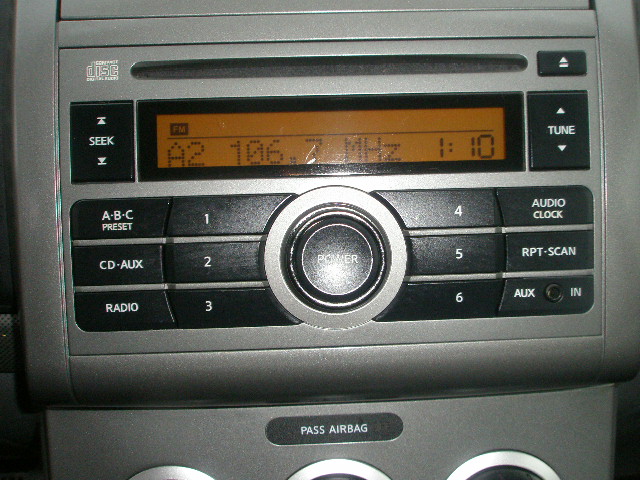 COMPACT
disc
DIGITAL AUDIO
SEEK
FM
A2 106.7 MHz 1:10
TUNE
A·B·C
PRESET
1
4
AUDIO
CLOCK
CD·AUX
2
POWER
5
RPT·SCAN
RADIO
3
6
AUX IN
PASS AIRBAG